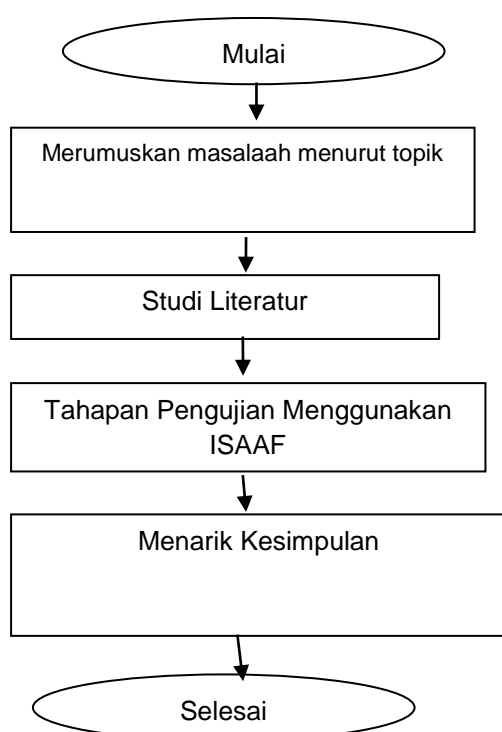 Mulai
Merumuskan masalaah menurut topik
Studi Literatur
Tahapan Pengujian Menggunakan
ISAAF
Menarik Kesimpulan
Selesai